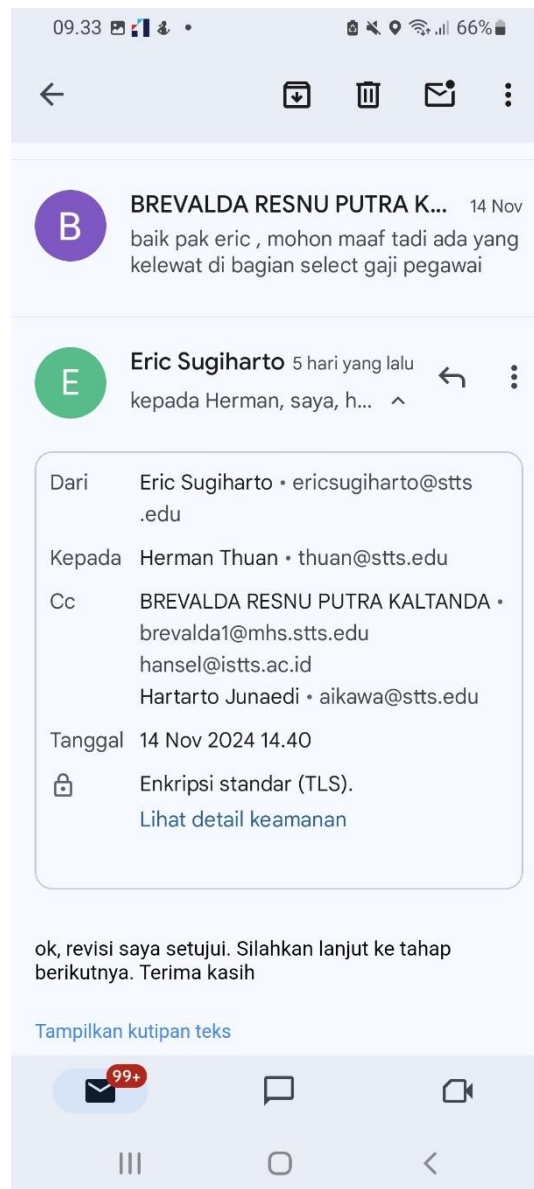 09.33
66%
BREVALDA RESNU PUTRA K... 14 Nov
B
baik pak eric , mohon maaf tadi ada yang
kelewat di bagian select gaji pegawai
Eric Sugiharto 5 hari yang lalu
E
kepada Herman, saya, h...
Dari Eric Sugiharto • ericsugiharto@stts
.edu
Kepada Herman Thuan • thuan@stts.edu
Cc BREVALDA RESNU PUTRA KALTANDA •
brevalda1@mhs.stts.edu
hansel@istts.ac.id
Hartarto Junaedi • aikawa@stts.edu
Tanggal 14 Nov 2024 14.40
Enkripsi standar (TLS).
Lihat detail keamanan
ok, revisi saya setujui. Silahkan lanjut ke tahap
berikutnya. Terima kasih
Tampilkan kutipan teks
99+